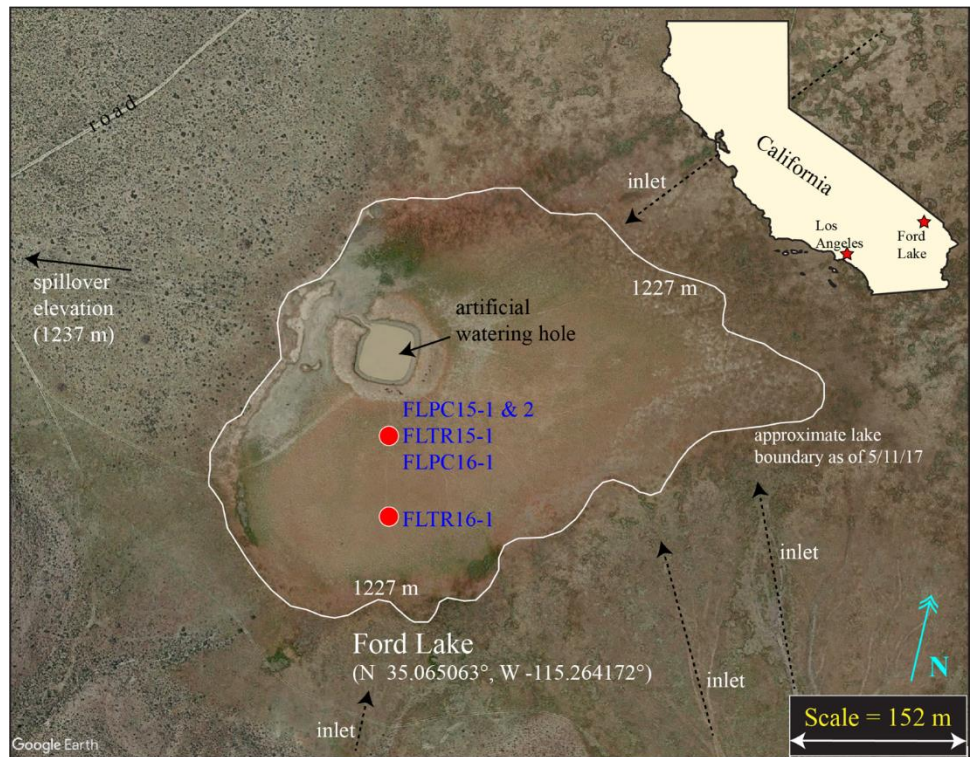 road
California
inlet
Los
Angeles
Ford
Lake
spillover
elevation
(1237 m)
1227 m
artificial
watering hole
FLPC15-1 & 2
FLTR15-1
FLPC16-1
approximate lake
boundary as of 5/11/17
FLTR16-1
inlet
1227 m
Ford Lake
(N 35.065063°, W -115.264172°)
inlet
N
inlet
Scale = 152 m
Google Earth